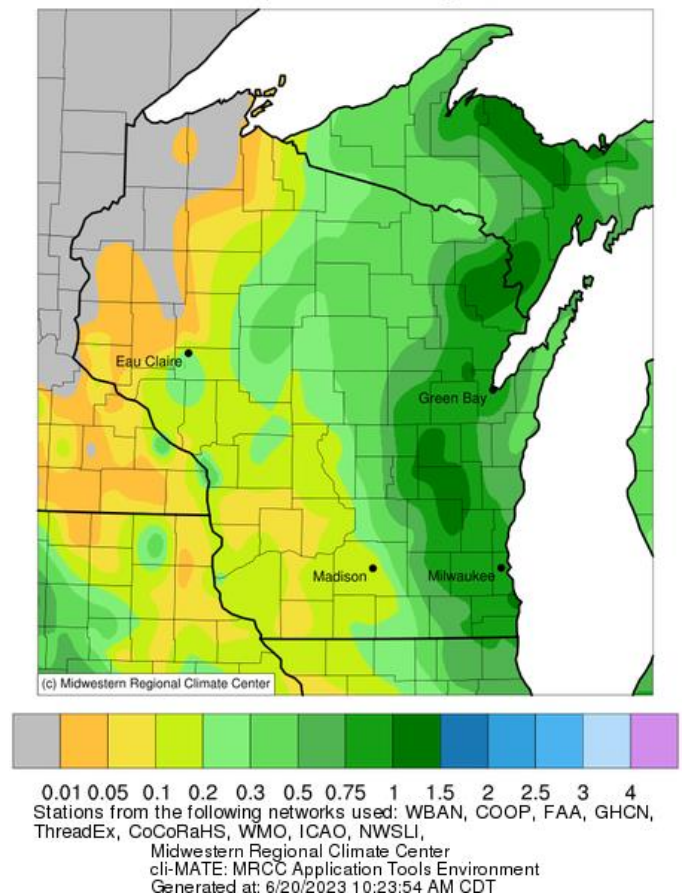 Eau Claire
Green Bay
Madison
Milwaukee
(c) Midwestern Regional Climate Center
0.01 0.05 0.1 0.2 0.3 0.5 0.75 1 1.5 2 2.5 3 4
Stations from the following networks used: WBAN, COOP, FAA, GHCN,
ThreadEx, CoCoRaHS, WMO, ICAO, NWSLI,
Midwestern Regional Climate Center
cli-MATE: MRCC Application Tools Environment
Generated at: 6/20/2023 10:23:54 AM CDT